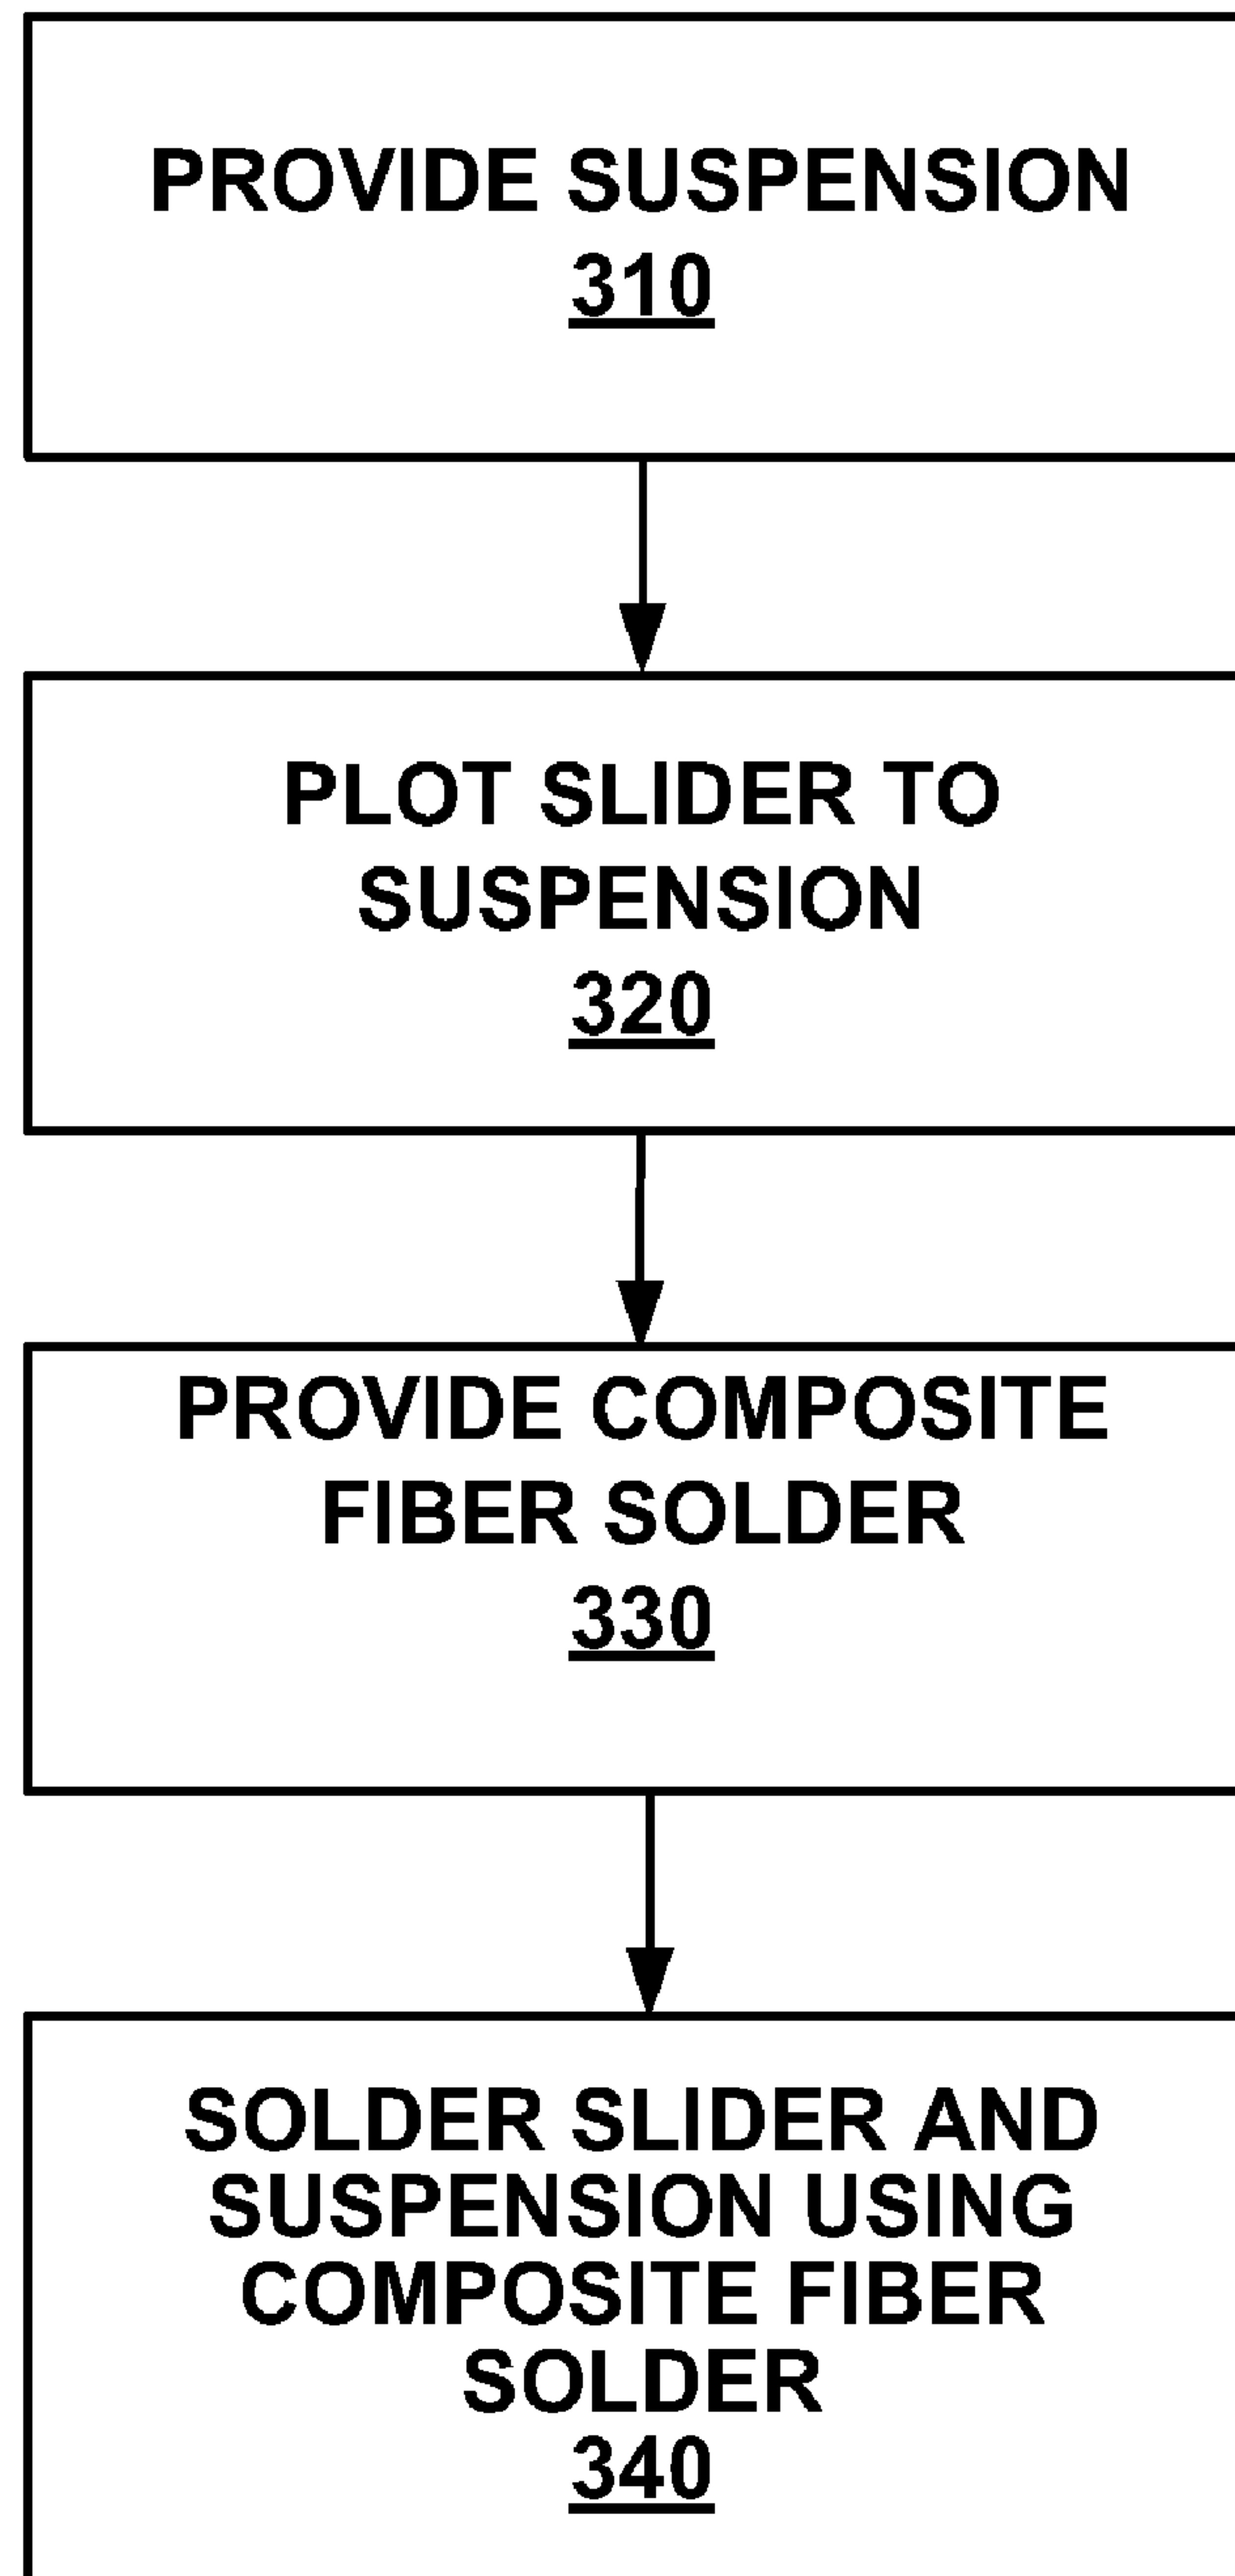 PROVIDE SUSPENSION
310
PLOT SLIDER TO
SUSPENSION
320
PROVIDE COMPOSITE
FIBER SOLDER
330
SOLDER SLIDER AND
SUSPENSION USING
COMPOSITE FIBER
SOLDER
340